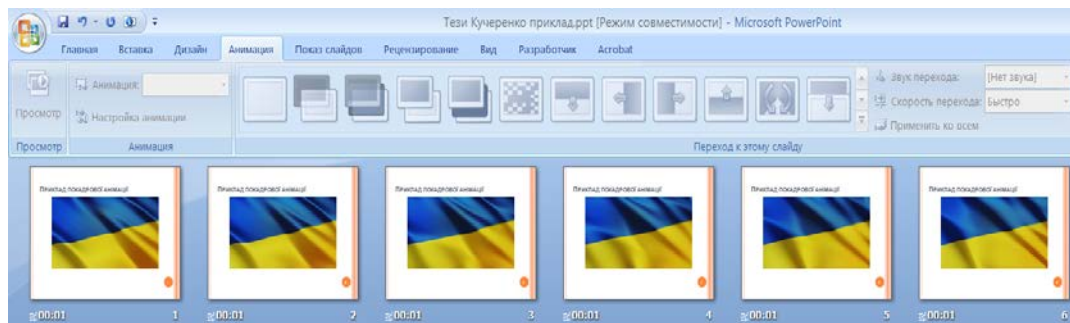 Тези Кучеренко приклад.ppt [Режим совместимости] - Microsoft PowerPoint
Главная Вставка Дизайн Анимация Показ слайдов Рецензирование Вид Разработчик Acrobat
Анимация: Звук перехода: [Нет звука]
Просмотр Настройка анимации Скорость перехода: Быстро
Применить ко всем
Просмотр Анимация Переход к этому слайду
Приклад покадрової анімації Приклад покадрової анімації Приклад покадрової анімації Приклад покадрової анімації Приклад покадрової анімації Приклад покадрової анімації
00:01 1 00:01 2 00:01 3 00:01 4 00:01 5 00:01 6